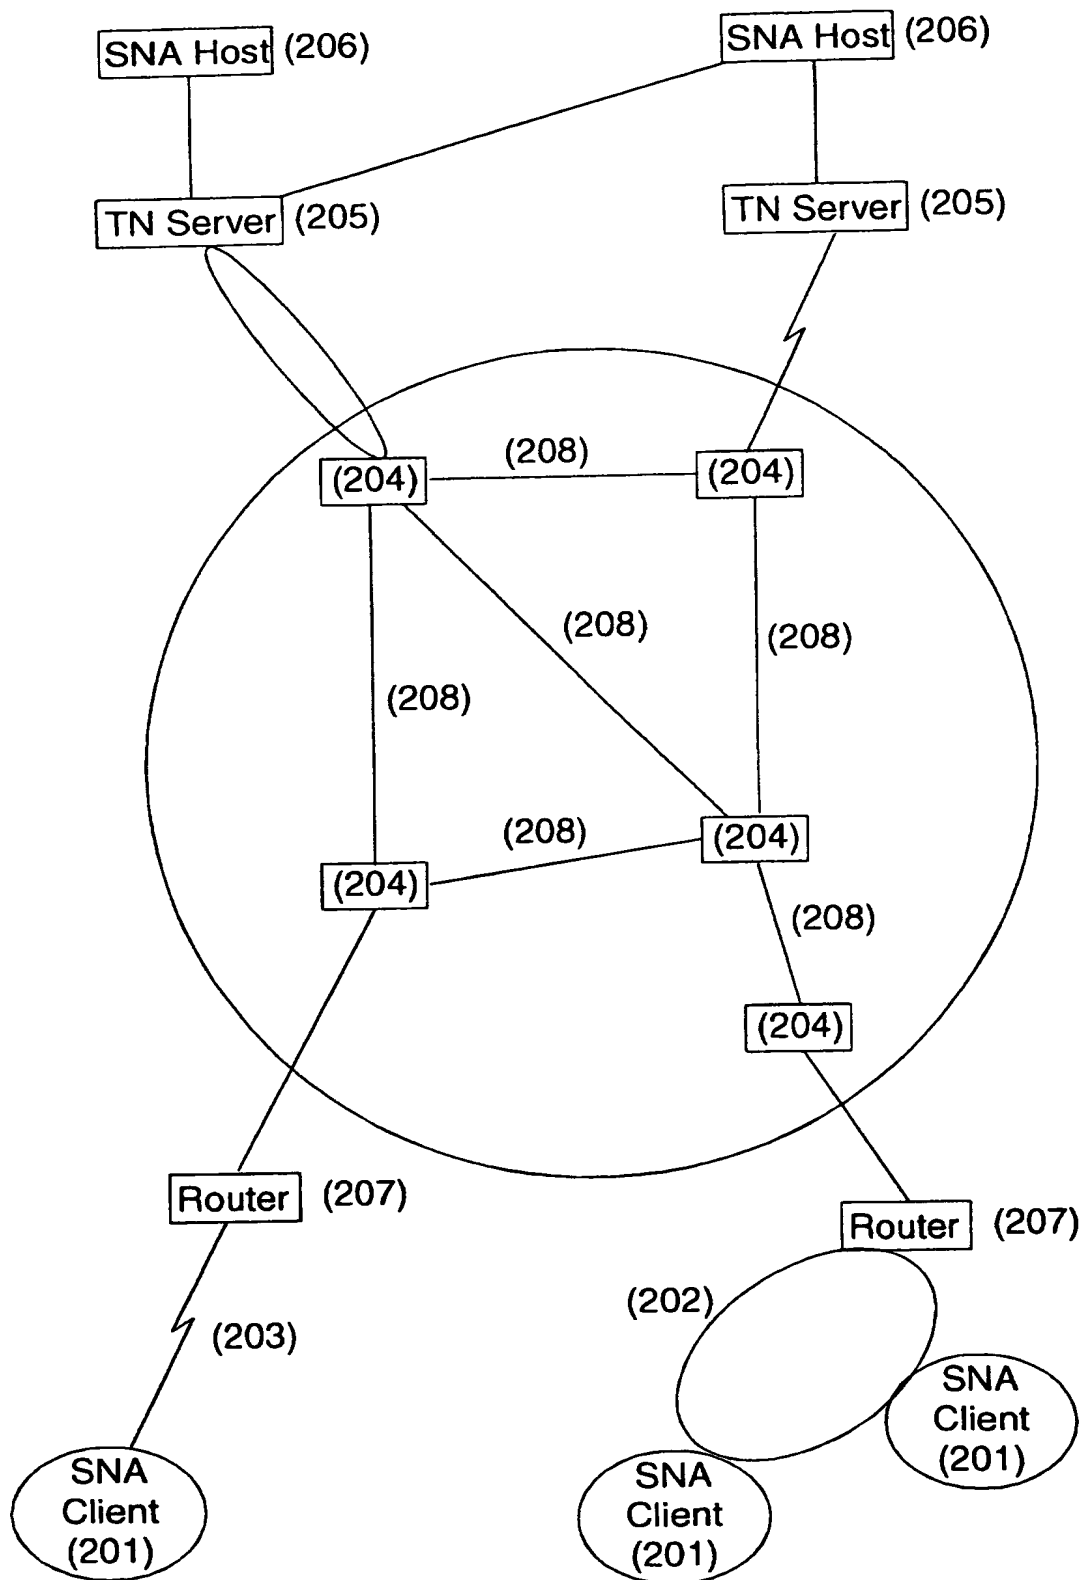 SNA Host (206)
SNA Host (206)
TN Server (205)
TN Server (205)
(208)
(204)
(204)
(208)
(208)
(208)
(208)
(204)
(204)
(208)
(204)
Router (207)
Router (207)
(202)
(203)
SNA
Client
(201)
SNA
Client
(201)
SNA
Client
(201)